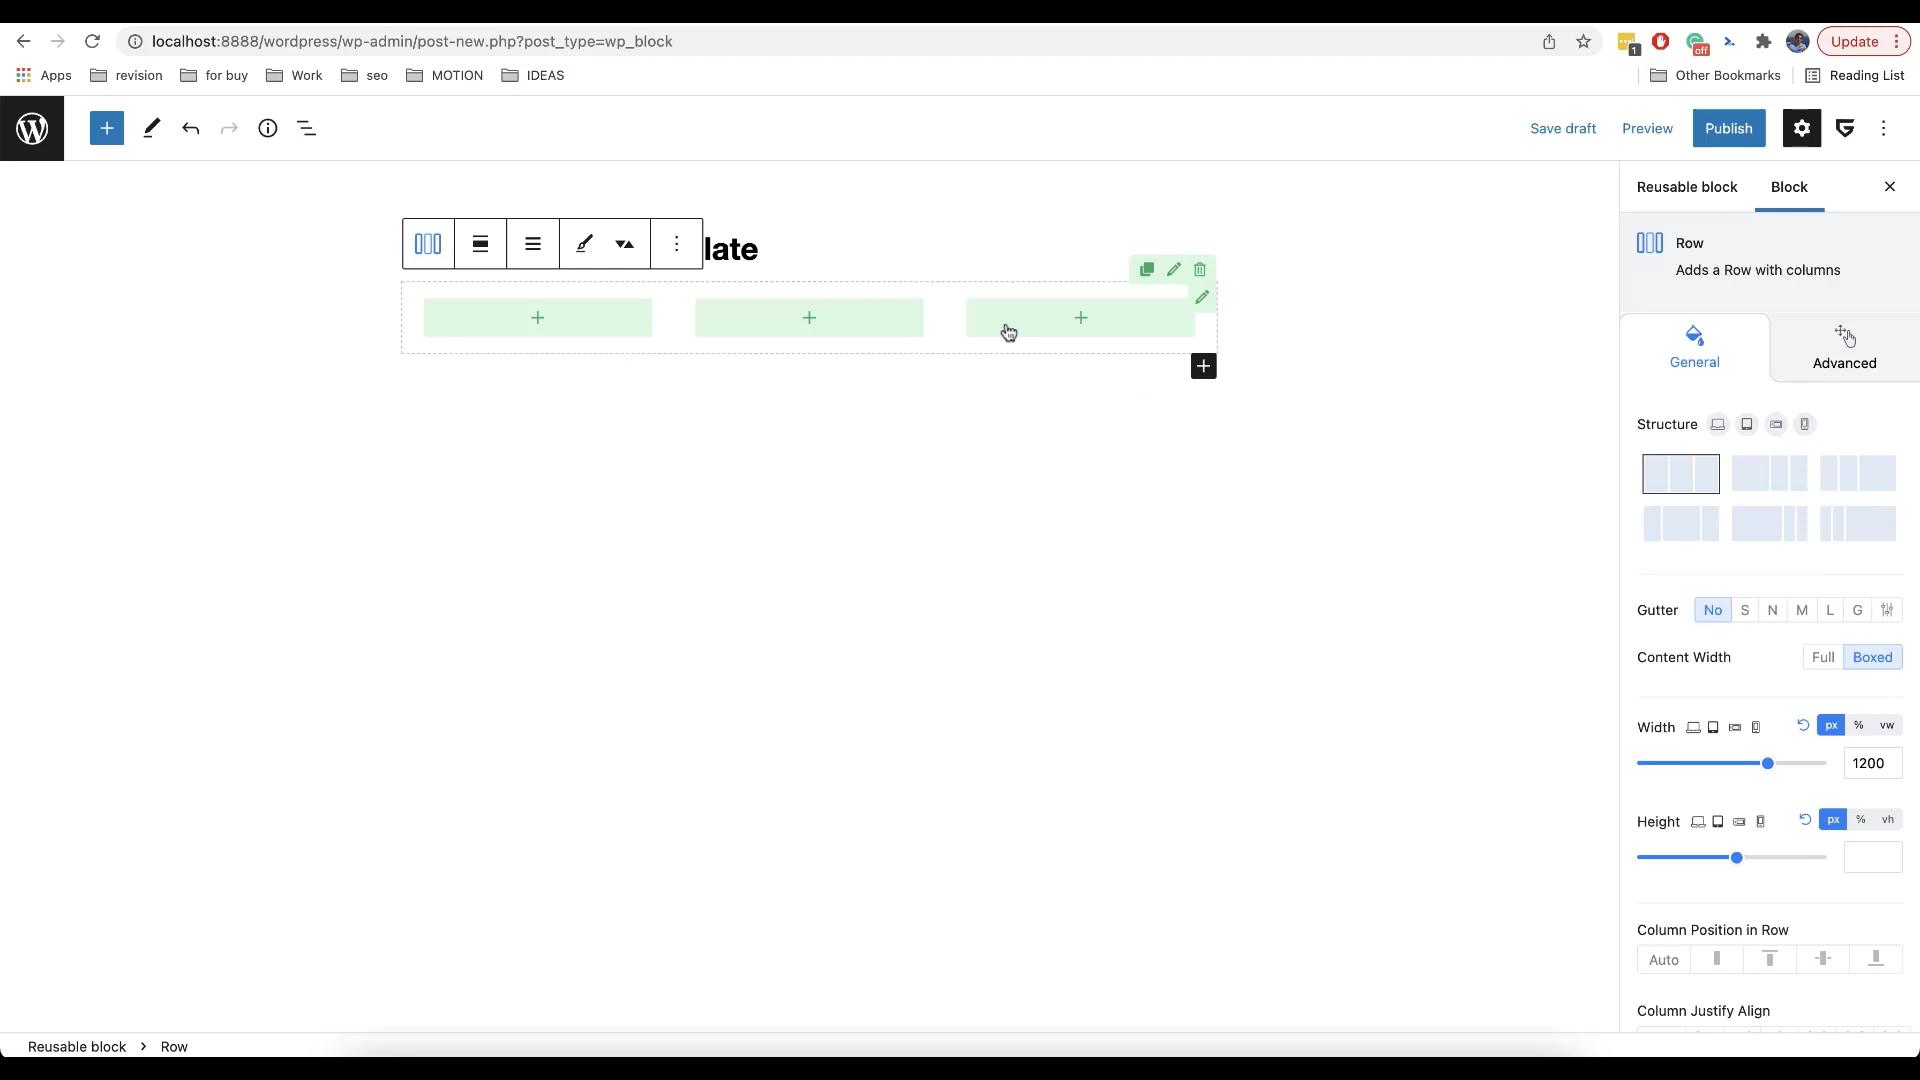 localhost:8888/wordpress/wp-admin/post-new.php?post_type=wp_block
1
off
Update
Apps
revision
for buy
Work
seo
MOTION
IDEAS
Other Bookmarks
Reading List
Save draft
Preview
Publish
Reusable block
Block
late
Row
Adds a Row with columns
General
Advanced
Structure
Gutter No S N M L G
Content Width Full Boxed
Width px % vw
1200
Height px % vh
Column Position in Row
Auto
Column Justify Align
Reusable block > Row